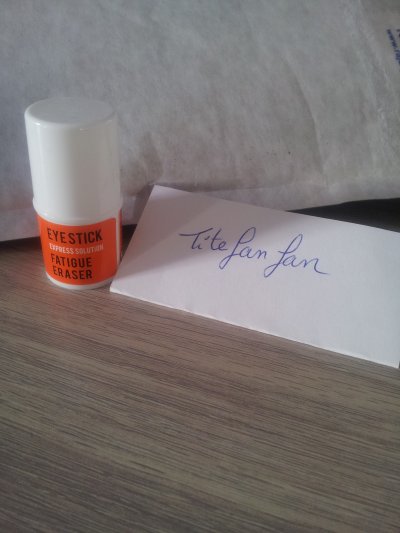 EYESTICK
EXPRESS SOLUTION
FATIGUE
ERASER
Tite fan fan